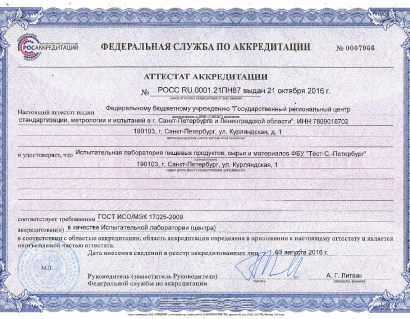 РОСАККРЕДИТАЦИЯ
ФЕДЕРАЛЬНАЯ СЛУЖБА ПО АККРЕДИТАЦИИ
№ 0007966
АТТЕСТАТ АККРЕДИТАЦИИ
№ РОСС RU.0001.21ПН87 выдан 21 октября 2016 г.
Настоящий аттестат выдан Федеральному бюджетному учреждению "Государственный региональный центр
стандартизации, метрологии и испытаний в г. Санкт-Петербурге и Ленинградской области"; ИНН:7809018702
190103, г. Санкт-Петербург, ул. Курляндская, д. 1
и удостоверяет, что Испытательная лаборатория пищевых продуктов, сырья и материалов ФБУ "Тест-С.-Петербург"
190103, г. Санкт-Петербург, ул. Курляндская, д. 1
соответствует требованиям ГОСТ ИСО/МЭК 17025-2009
аккредитован(о) в качестве Испытательной лаборатории (центра)
в соответствии с областью аккредитации, область аккредитации определена в приложении к настоящему аттестату и является
неотъемлемой частью аттестата.
Дата внесения сведений в реестр аккредитованных лиц 03 августа 2016 г.
М.П.
Руководитель (заместитель Руководителя)
Федеральной службы по аккредитации
А. Г. Литвак